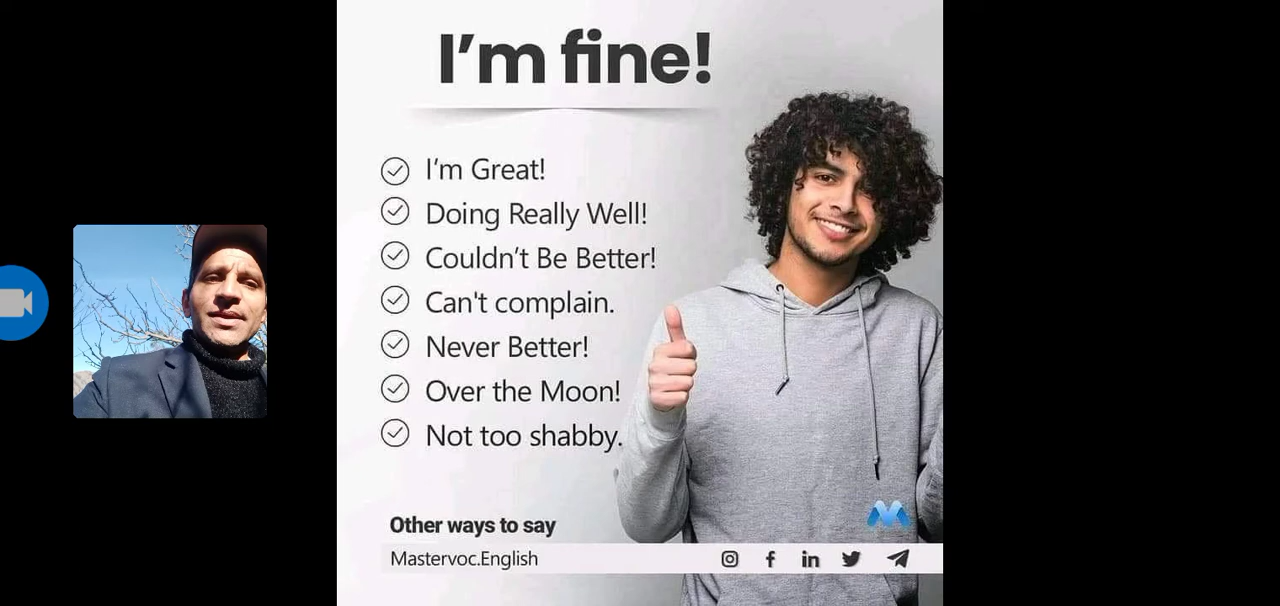 I’m fine!
I’m Great!
Doing Really Well!
Couldn’t Be Better!
Can't complain.
Never Better!
Over the Moon!
Not too shabby.
Other ways to say
Mastervoc.English